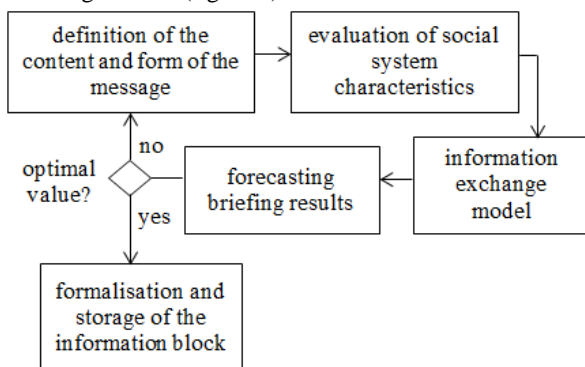 definition of the
content and form of the
message
evaluation of social
system
characteristics
optimal
value?
no
yes
forecasting
briefing results
information
exchange
model
formalisation and
storage of the
information block